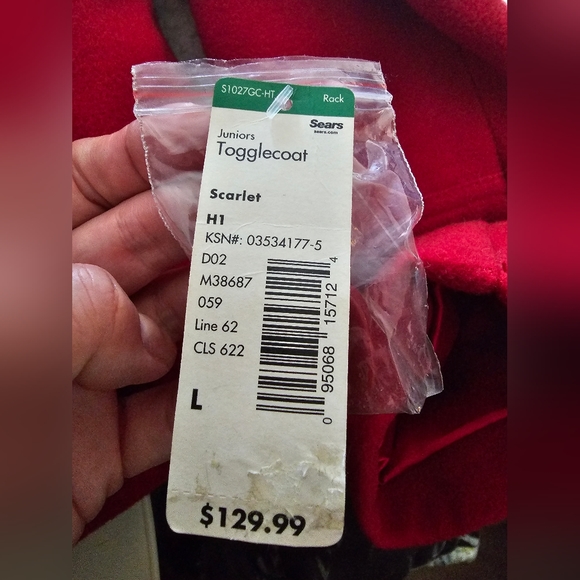 S1027GC-HT Rack
Sears
sears.com
Juniors
Togglecoat
Scarlet
H1
KSN#: 03534177-5
D02
M38687
059
Line 62
CLS 622
0 95068 15712 4
L
$129.99